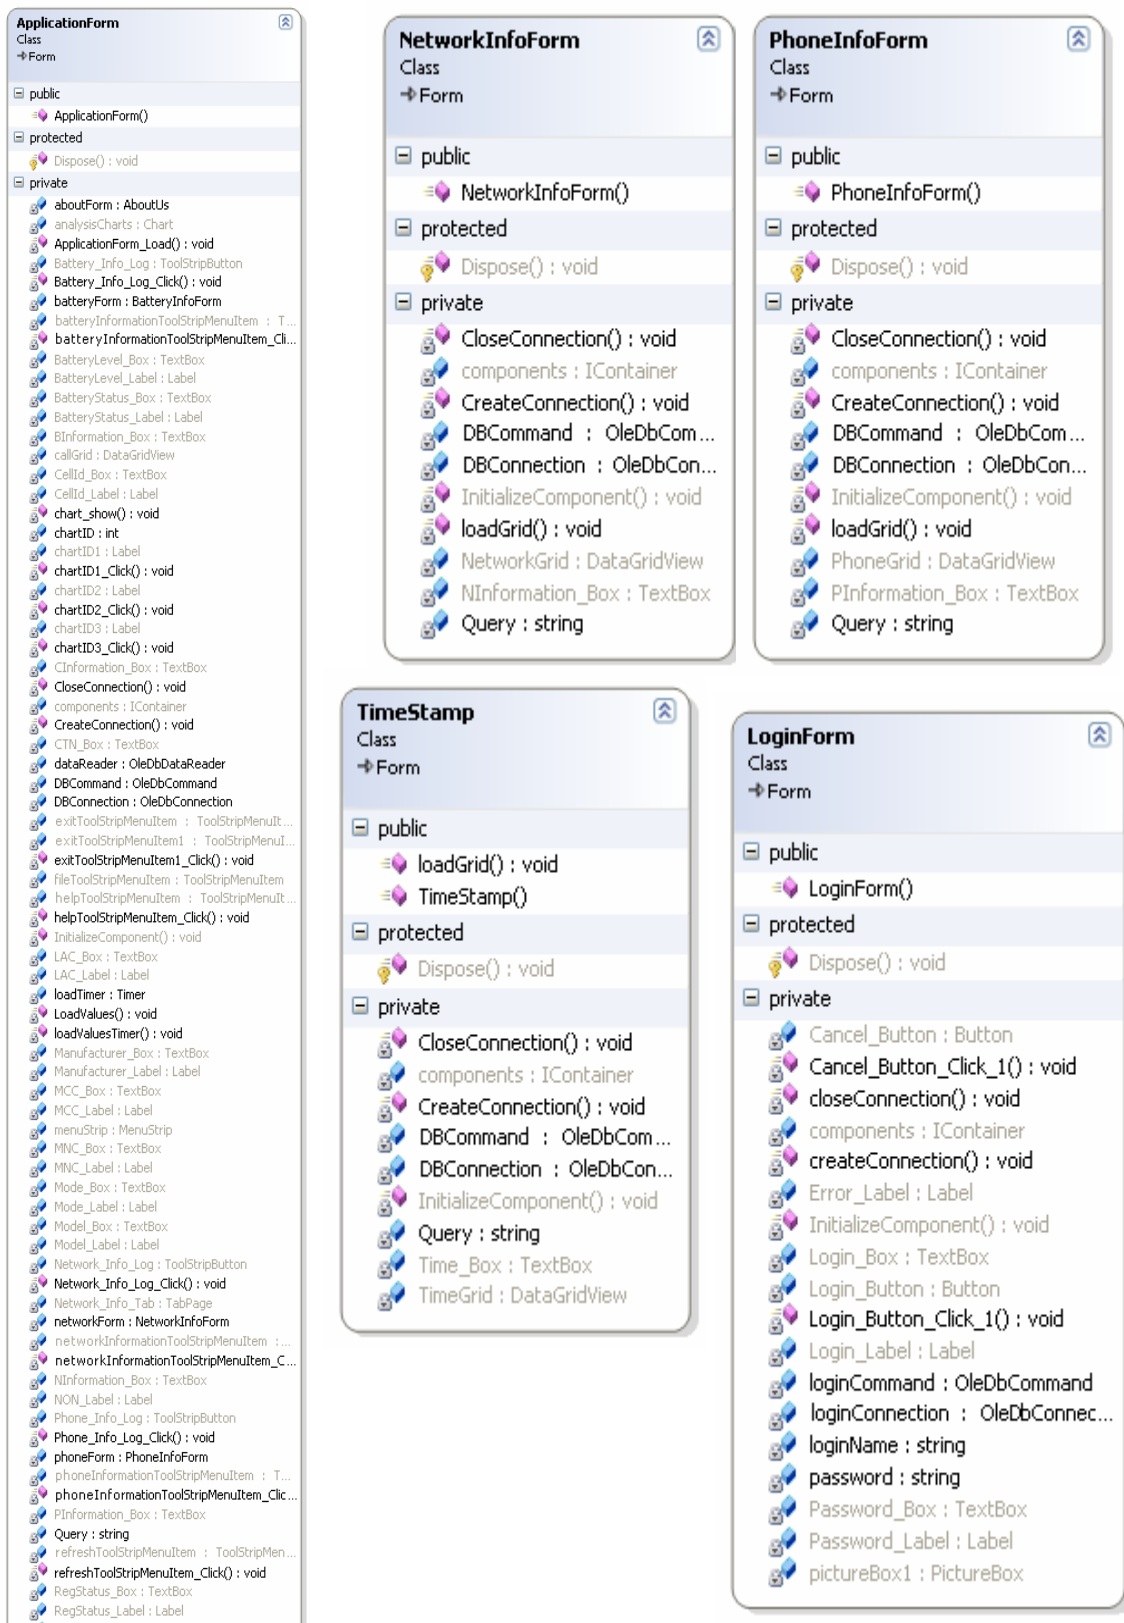 ApplicationForm
Class
Form
public
ApplicationForm()
protected
Dispose() : void
private
aboutForm : AboutUs
analysisCharts : Chart
ApplicationForm_Load() : void
Battery_Info_Log : ToolStripButton
Battery_Info_Log_Click() : void
batteryForm : BatteryInfoForm
batteryInformationToolStripMenuItem : T...
batteryInformationToolStripMenuItem_Cli...
BatteryLevel_Box : TextBox
BatteryLevel_Label : Label
BatteryStatus_Box : TextBox
BatteryStatus_Label : Label
BInformation_Box : TextBox
callGrid : DataGridView
CellId_Box : TextBox
CellId_Label : Label
chart_show() : void
chartID : int
chartID1 : Label
chartID1_Click() : void
chartID2 : Label
chartID2_Click() : void
chartID3 : Label
chartID3_Click() : void
CInformation_Box : TextBox
CloseConnection() : void
components : IContainer
CreateConnection() : void
CTN_Box : TextBox
dataReader : OleDbDataReader
DBCommand : OleDbCommand
DBConnection : OleDbConnection
exitToolStripMenuItem : ToolStripMenuIt...
exitToolStripMenuItem1 : ToolStripMenuI...
exitToolStripMenuItem1_Click() : void
fileToolStripMenuItem : ToolStripMenuItem
helpToolStripMenuItem : ToolStripMenuIt...
helpToolStripMenuItem_Click() : void
InitializeComponent() : void
LAC_Box : TextBox
LAC_Label : Label
loadTimer : Timer
LoadValues() : void
loadValuesTimer() : void
Manufacturer_Box : TextBox
Manufacturer_Label : Label
MCC_Box : TextBox
MCC_Label : Label
menuStrip : MenuStrip
MNC_Box : TextBox
MNC_Label : Label
Mode_Box : TextBox
Mode_Label : Label
Model_Box : TextBox
Model_Label : Label
Network_Info_Log : ToolStripButton
Network_Info_Log_Click() : void
Network_Info_Tab : TabPage
networkForm : NetworkInfoForm
networkInformationToolStripMenuItem : ...
networkInformationToolStripMenuItem_C...
NInformation_Box : TextBox
NON_Label : Label
Phone_Info_Log : ToolStripButton
Phone_Info_Log_Click() : void
phoneForm : PhoneInfoForm
phoneInformationToolStripMenuItem : T...
phoneInformationToolStripMenuItem_Clic...
PInformation_Box : TextBox
Query : string
refreshToolStripMenuItem : ToolStripMen...
refreshToolStripMenuItem_Click() : void
RegStatus_Box : TextBox
RegStatus_Label : Label
NetworkInfoForm
Class
Form
public
NetworkInfoForm()
protected
Dispose() : void
private
CloseConnection() : void
components : IContainer
CreateConnection() : void
DBCommand : OleDbCom...
DBConnection : OleDbCon...
InitializeComponent() : void
loadGrid() : void
NetworkGrid : DataGridView
NInformation_Box : TextBox
Query : string
PhoneInfoForm
Class
Form
public
PhoneInfoForm()
protected
Dispose() : void
private
CloseConnection() : void
components : IContainer
CreateConnection() : void
DBCommand : OleDbCom...
DBConnection : OleDbCon...
InitializeComponent() : void
loadGrid() : void
PhoneGrid : DataGridView
PInformation_Box : TextBox
Query : string
TimeStamp
Class
Form
public
loadGrid() : void
TimeStamp()
protected
Dispose() : void
private
CloseConnection() : void
components : IContainer
CreateConnection() : void
DBCommand : OleDbCom...
DBConnection : OleDbCon...
InitializeComponent() : void
Query : string
Time_Box : TextBox
TimeGrid : DataGridView
LoginForm
Class
Form
public
LoginForm()
protected
Dispose() : void
private
Cancel_Button : Button
Cancel_Button_Click_1() : void
closeConnection() : void
components : IContainer
createConnection() : void
Error_Label : Label
InitializeComponent() : void
Login_Box : TextBox
Login_Button : Button
Login_Button_Click_1() : void
Login_Label : Label
loginCommand : OleDbCommand
loginConnection : OleDbConnec...
loginName : string
password : string
Password_Box : TextBox
Password_Label : Label
pictureBox1 : PictureBox